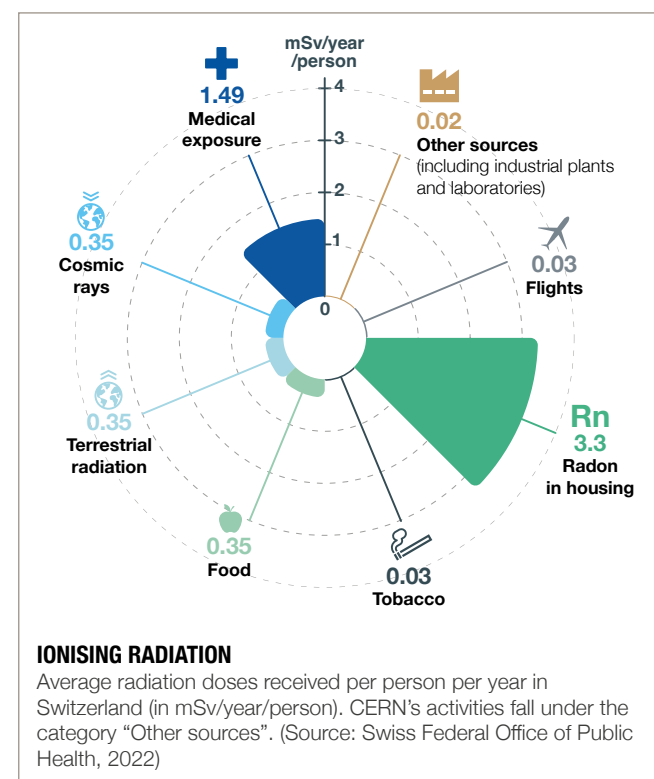 mSv/year
/person
4
3
2
1
0
1.49
Medical
exposure
0.02
Other sources
(including industrial plants
and laboratories)
0.35
Cosmic
rays
0.03
Flights
0.35
Terrestrial
radiation
Rn
3.3
Radon
in housing
0.35
Food
0.03
Tobacco
IONISING RADIATION
Average radiation doses received per person per year in
Switzerland (in mSv/year/person). CERN’s activities fall under the
category “Other sources”. (Source: Swiss Federal Office of Public
Health, 2022)